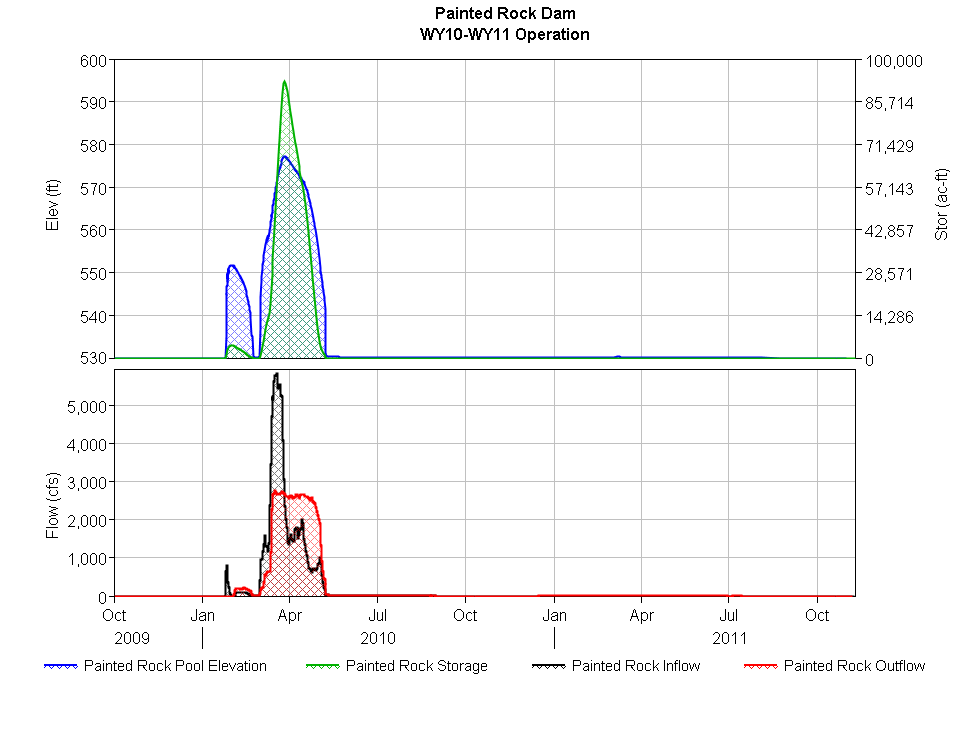 Painted Rock Dam
WY10-WY11 Operation
600 100,000
590 85,714
580 71,429
570 57,143
560 42,857
550 28,571
540 14,286
530 0
Elev (ft)
Stor (ac-ft)
5,000
4,000
3,000
2,000
1,000
0
Flow (cfs)
Oct Jan Apr Jul Oct Jan Apr Jul Oct
2009 2010 2011
Painted Rock Pool Elevation Painted Rock Storage Painted Rock Inflow Painted Rock Outflow